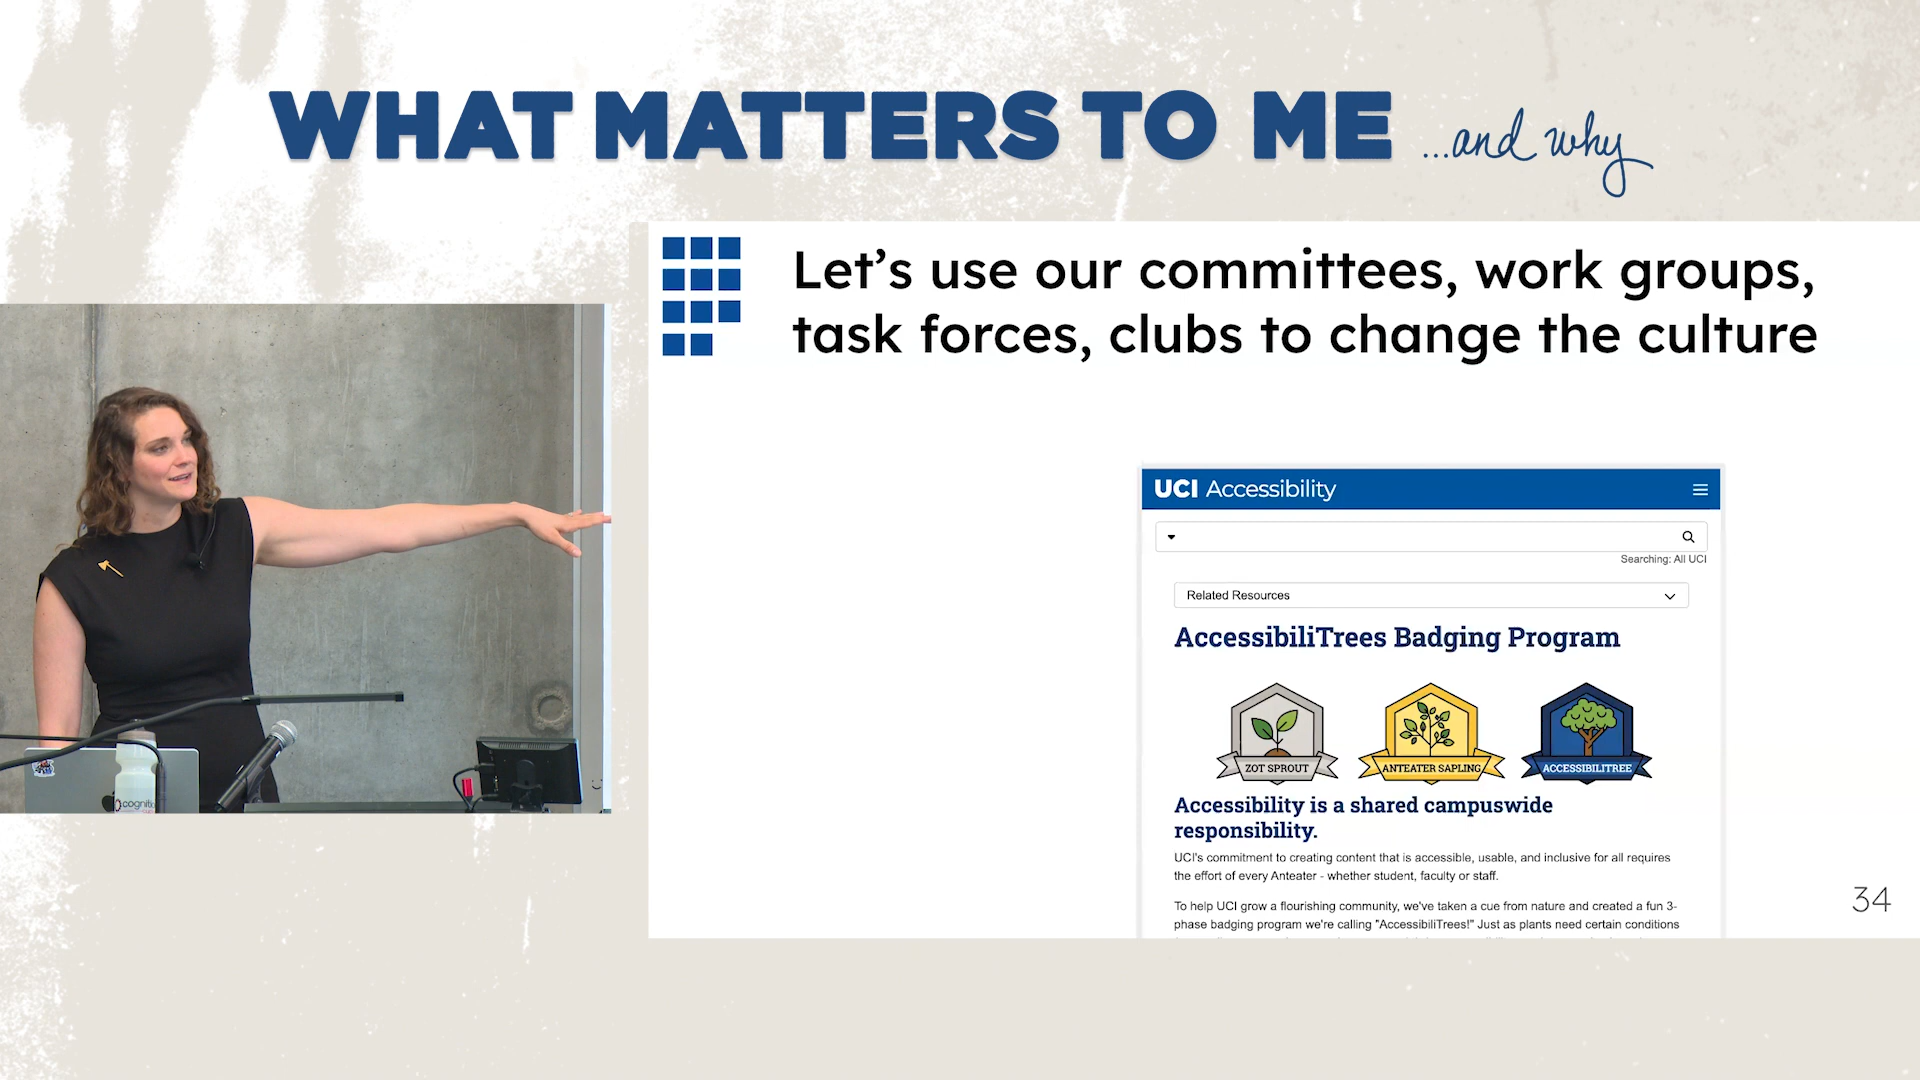 WHAT MATTERS TO ME ...and why
Let's use our committees, work groups,
task forces, clubs to change the culture
UCI Accessibility
Searching: All UCI
Related Resources
AccessibiliTrees Badging Program
ZOT SPROUT
ANTEATER SAPLING
ACCESSIBILITREE
Accessibility is a shared campuswide
responsibility.
UCI's commitment to creating content that is accessible, usable, and inclusive for all requires
the effort of every Anteater - whether student, faculty or staff.
To help UCI grow a flourishing community, we've taken a cue from nature and created a fun 3-
phase badging program we're calling "AccessibiliTrees!" Just as plants need certain conditions
34